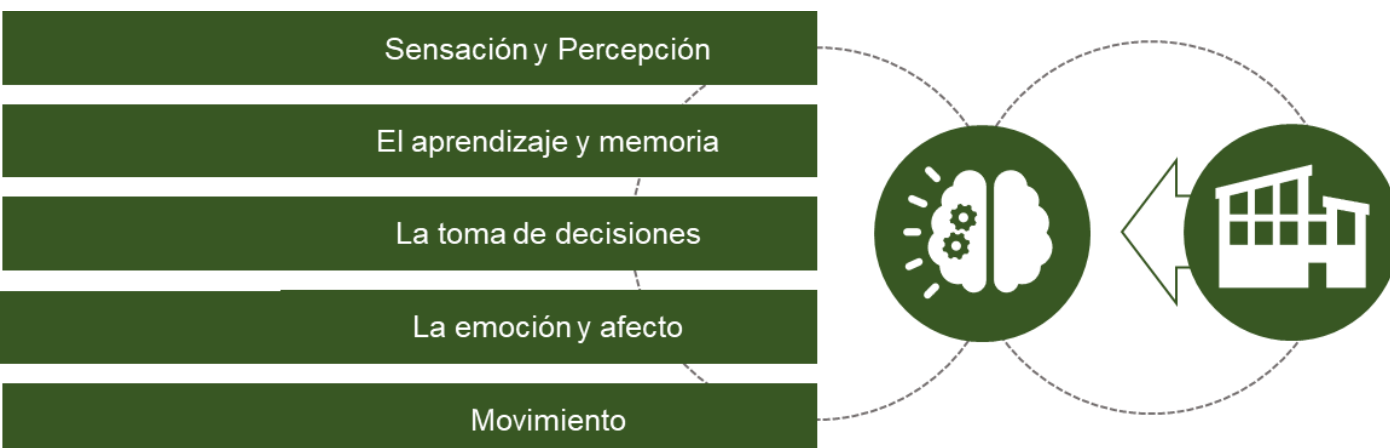 Sensación y Percepción
El aprendizaje y memoria
La toma de decisiones
La emoción y afecto
Movimiento